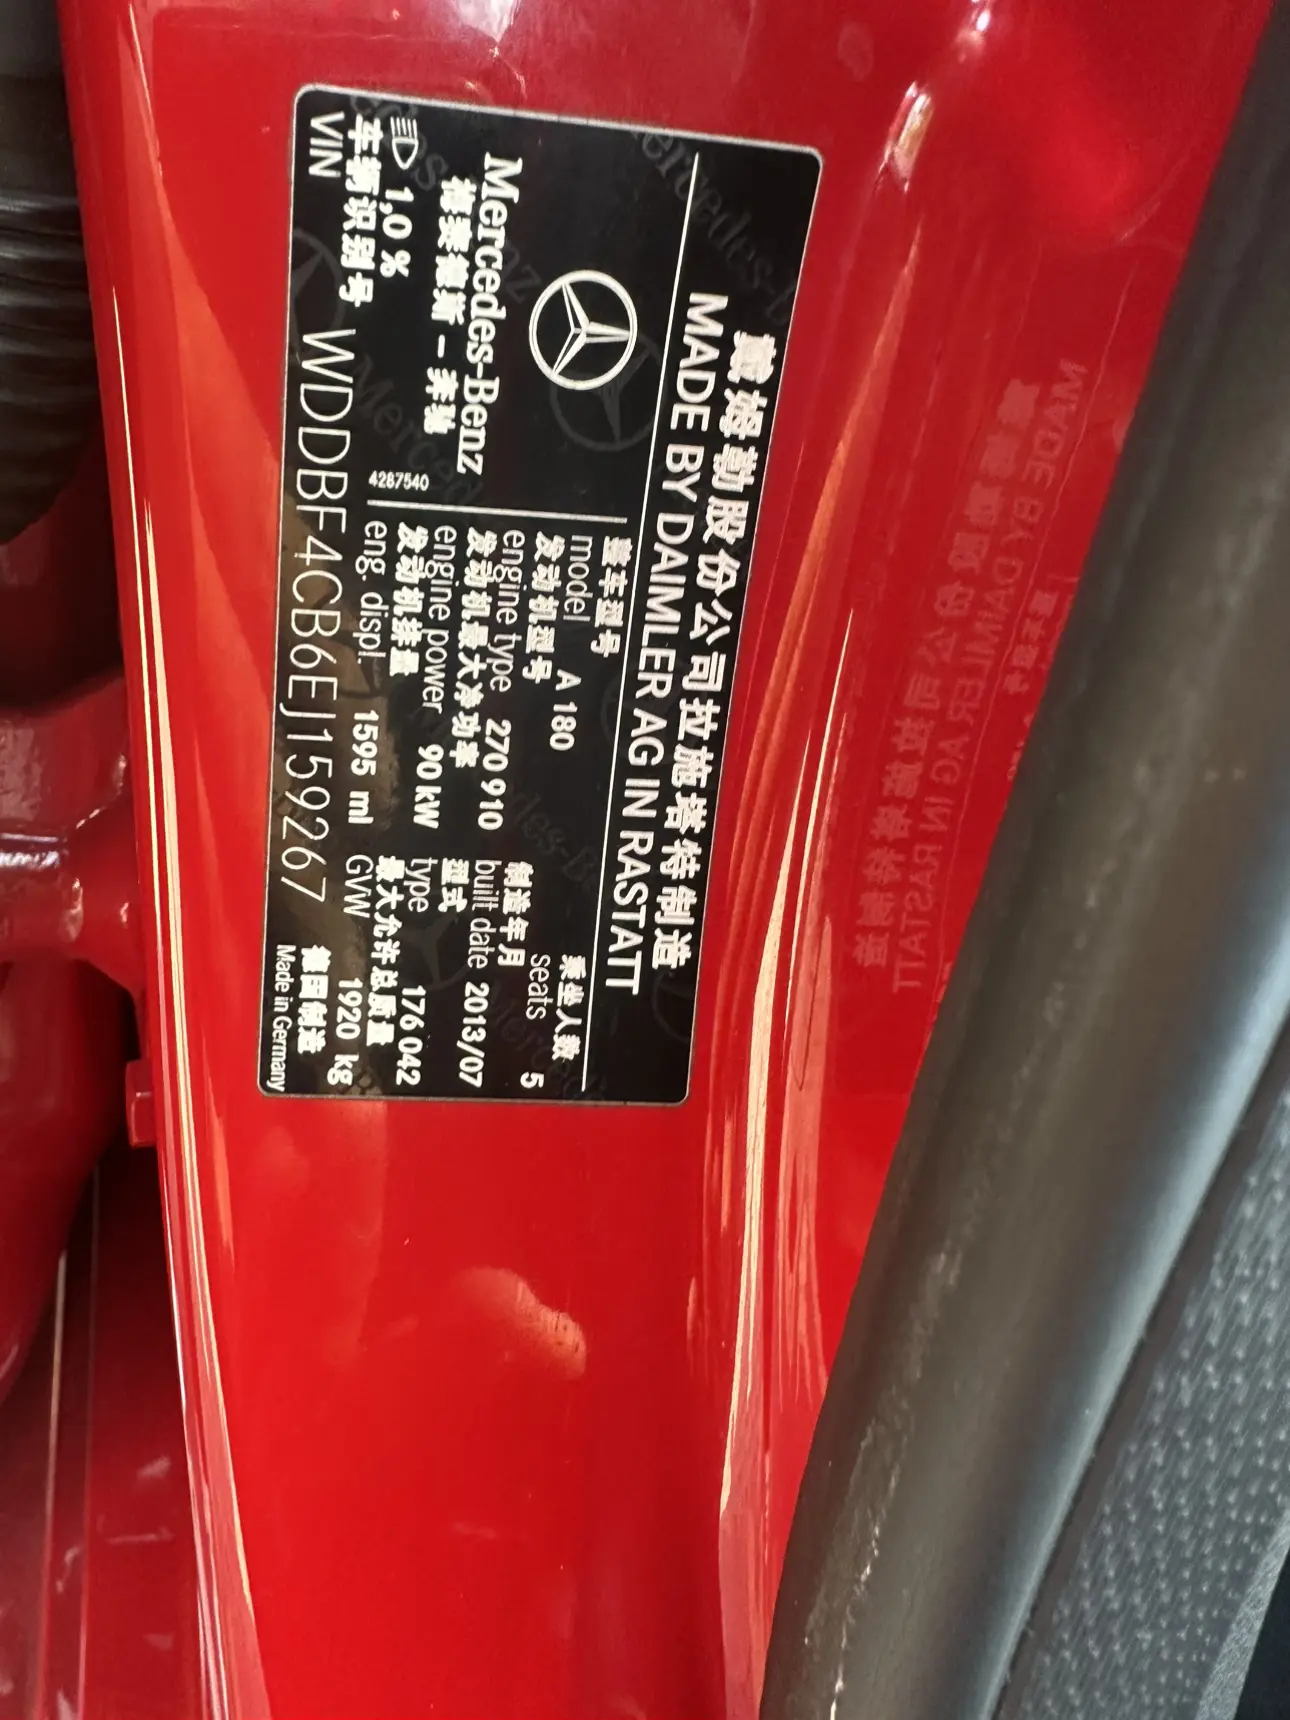 戴姆勒股份公司拉施塔特制造
MADE BY DAIMLER AG IN RASTATT
Mercedes-Benz
梅赛德斯－奔驰
1,0 %
4287540
整车型号
model A 180
发动机型号
engine type 270 910
发动机最大净功率
engine power 90 kW
发动机排量
eng. displ. 1595 ml
乘坐人数
seats 5
制造年月
built date 2013/07
型式
type 176 042
最大允许总质量
GVW 1920 kg
车辆识别号
VIN WDDBF4CB6EJ159267
德国制造
Made in Germany